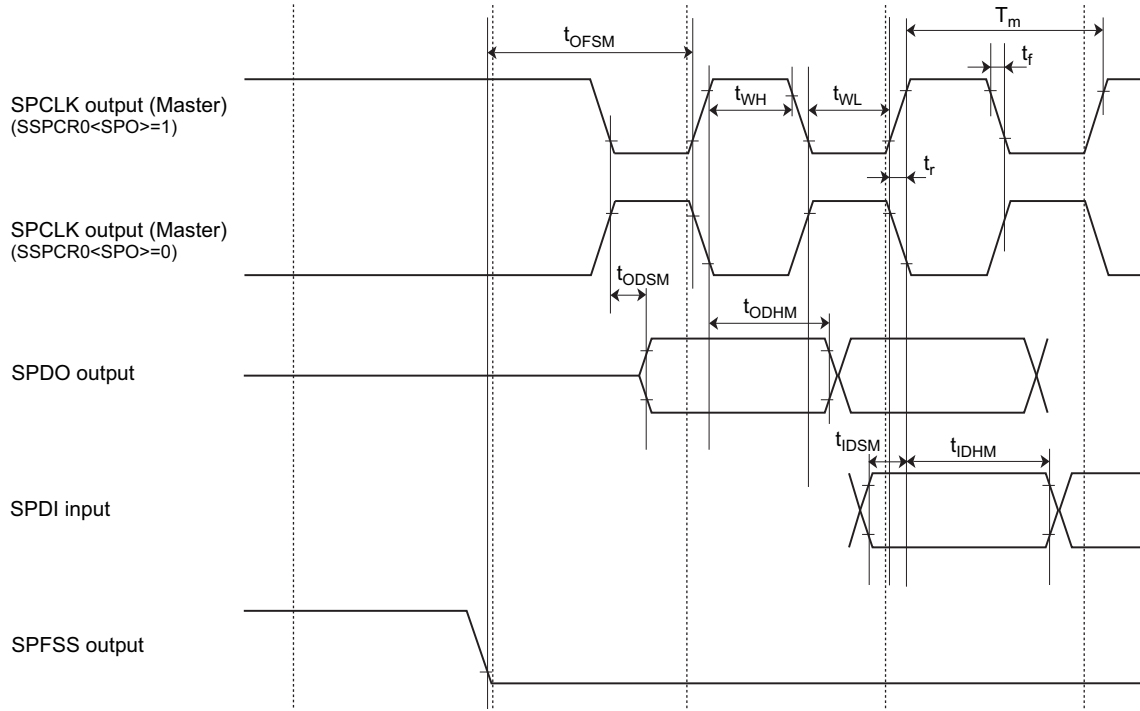 T_m
t_OFSM
t_f
SPCLK output (Master)
(SSPCR0<SPO>=1)
t_WH
t_WL
t_r
SPCLK output (Master)
(SSPCR0<SPO>=0)
t_ODSM
t_ODHM
SPDO output
t_IDSM
t_IDHM
SPDI input
SPFSS output